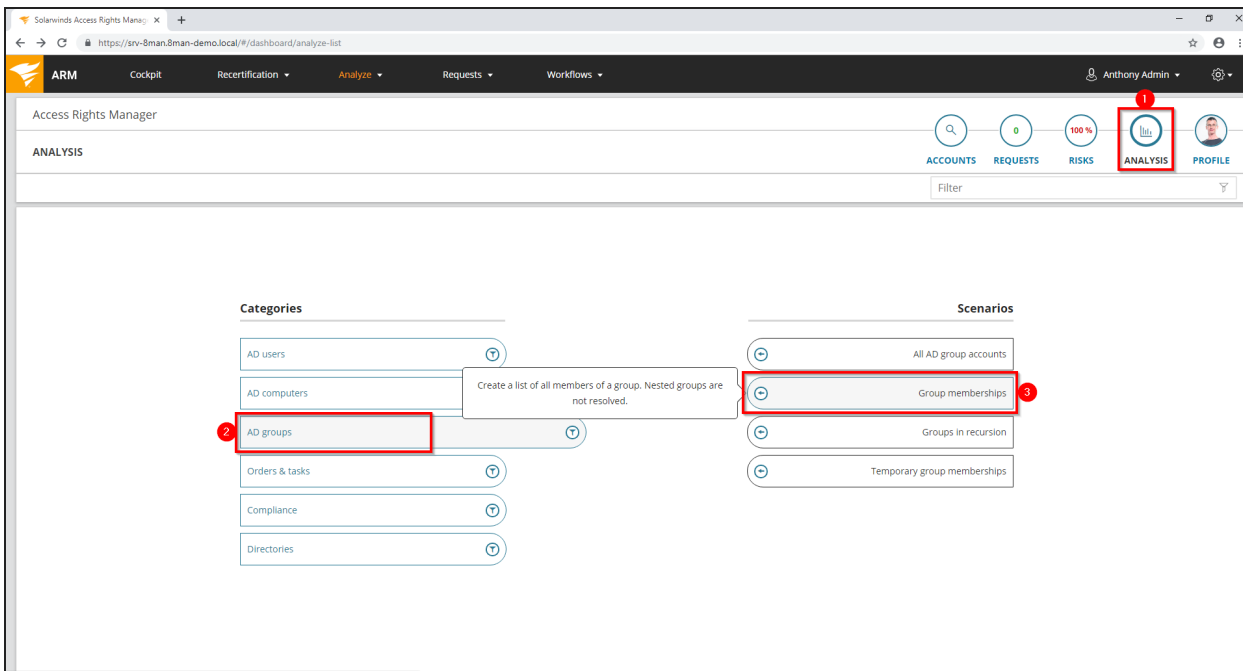 Solarwinds Access Rights Manag
https://srv-8man.8man-demo.local/#/dashboard/analyze-list
ARM Cockpit Recertification Analyze Requests Workflows Anthony Admin
1
Access Rights Manager
0 100 %
ANALYSIS
ACCOUNTS REQUESTS RISKS ANALYSIS PROFILE
Filter
Categories Scenarios
AD users All AD group accounts
Create a list of all members of a group. Nested groups are
not resolved.
AD computers Group memberships 3
2 AD groups Groups in recursion
Orders & tasks Temporary group memberships
Compliance
Directories